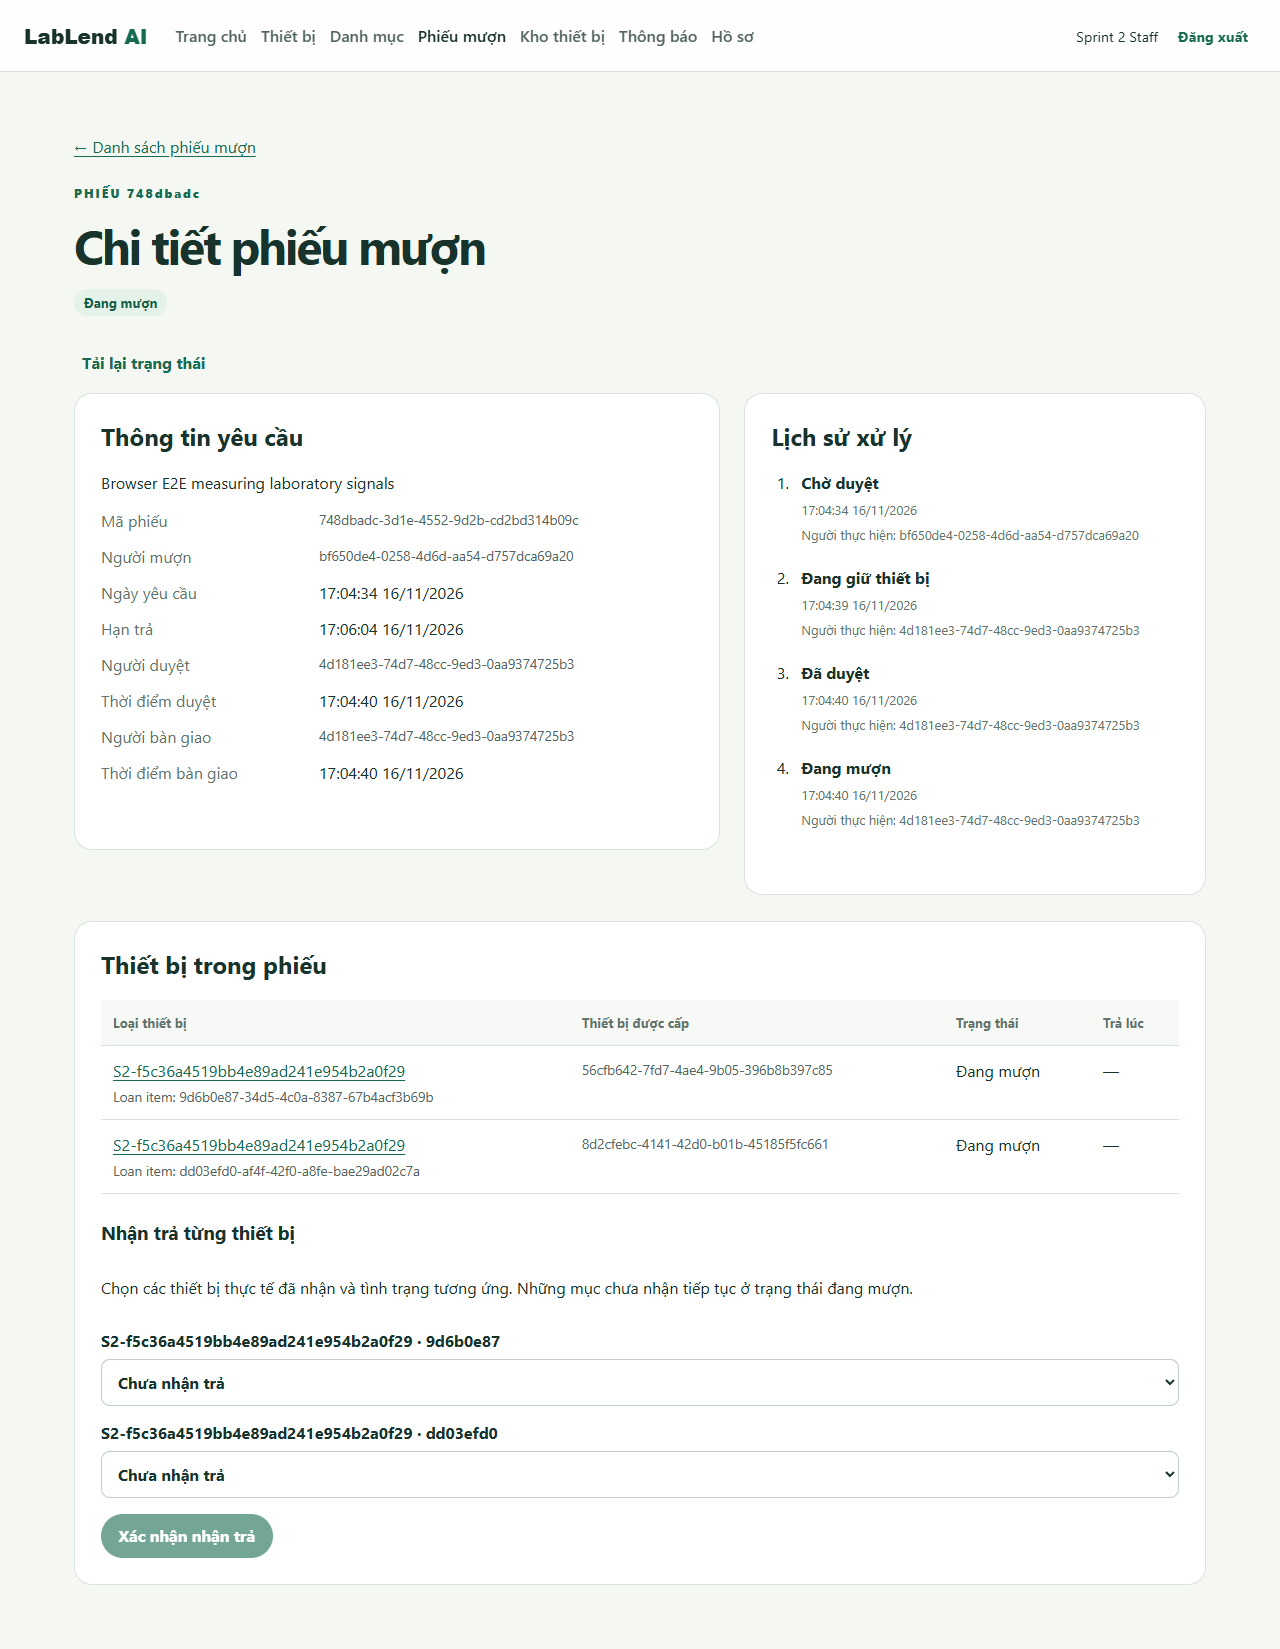 LabLend AI
Trang chủ
Thiết bị
Danh mục
Phiếu mượn
Kho thiết bị
Thông báo
Hồ sơ
Sprint 2 Staff
Đăng xuất
← Danh sách phiếu mượn
PHIẾU 748dbadc
Chi tiết phiếu mượn
Đang mượn
Tải lại trạng thái
Thông tin yêu cầu
Browser E2E measuring laboratory signals
Mã phiếu 748dbadc-3d1e-4552-9d2b-cd2bd314b09c
Người mượn bf650de4-0258-4d6d-aa54-d757dca69a20
Ngày yêu cầu 17:04:34 16/11/2026
Hạn trả 17:06:04 16/11/2026
Người duyệt 4d181ee3-74d7-48cc-9ed3-0aa9374725b3
Thời điểm duyệt 17:04:40 16/11/2026
Người bàn giao 4d181ee3-74d7-48cc-9ed3-0aa9374725b3
Thời điểm bàn giao 17:04:40 16/11/2026
Lịch sử xử lý
1. Chờ duyệt
17:04:34 16/11/2026
Người thực hiện: bf650de4-0258-4d6d-aa54-d757dca69a20
2. Đang giữ thiết bị
17:04:39 16/11/2026
Người thực hiện: 4d181ee3-74d7-48cc-9ed3-0aa9374725b3
3. Đã duyệt
17:04:40 16/11/2026
Người thực hiện: 4d181ee3-74d7-48cc-9ed3-0aa9374725b3
4. Đang mượn
17:04:40 16/11/2026
Người thực hiện: 4d181ee3-74d7-48cc-9ed3-0aa9374725b3
Thiết bị trong phiếu
Loại thiết bị Thiết bị được cấp Trạng thái Trả lúc
S2-f5c36a4519bb4e89ad241e954b2a0f29 56cfb642-7fd7-4ae4-9b05-396b8b397c85 Đang mượn —
Loan item: 9d6b0e87-34d5-4c0a-8387-67b4acf3b69b
S2-f5c36a4519bb4e89ad241e954b2a0f29 8d2cfebc-4141-42d0-b01b-45185f5fc661 Đang mượn —
Loan item: dd03efd0-af4f-42f0-a8fe-bae29ad02c7a
Nhận trả từng thiết bị
Chọn các thiết bị thực tế đã nhận và tình trạng tương ứng. Những mục chưa nhận tiếp tục ở trạng thái đang mượn.
S2-f5c36a4519bb4e89ad241e954b2a0f29 · 9d6b0e87
Chưa nhận trả
S2-f5c36a4519bb4e89ad241e954b2a0f29 · dd03efd0
Chưa nhận trả
Xác nhận nhận trả